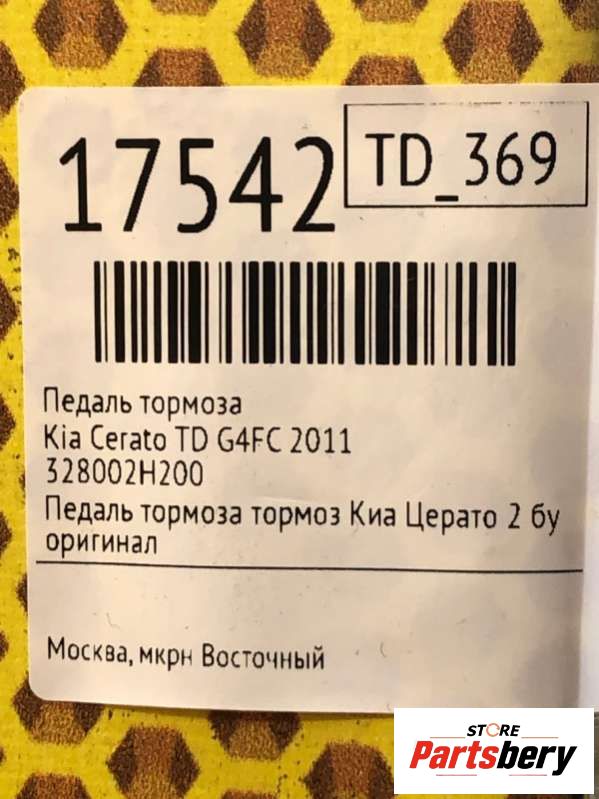 17542
TD_369
Педаль тормоза
Kia Cerato TD G4FC 2011
328002H200
Педаль тормоза тормоз Киа Церато 2 бу
оригинал
Москва, мкрн Восточный
STORE
Partsbery